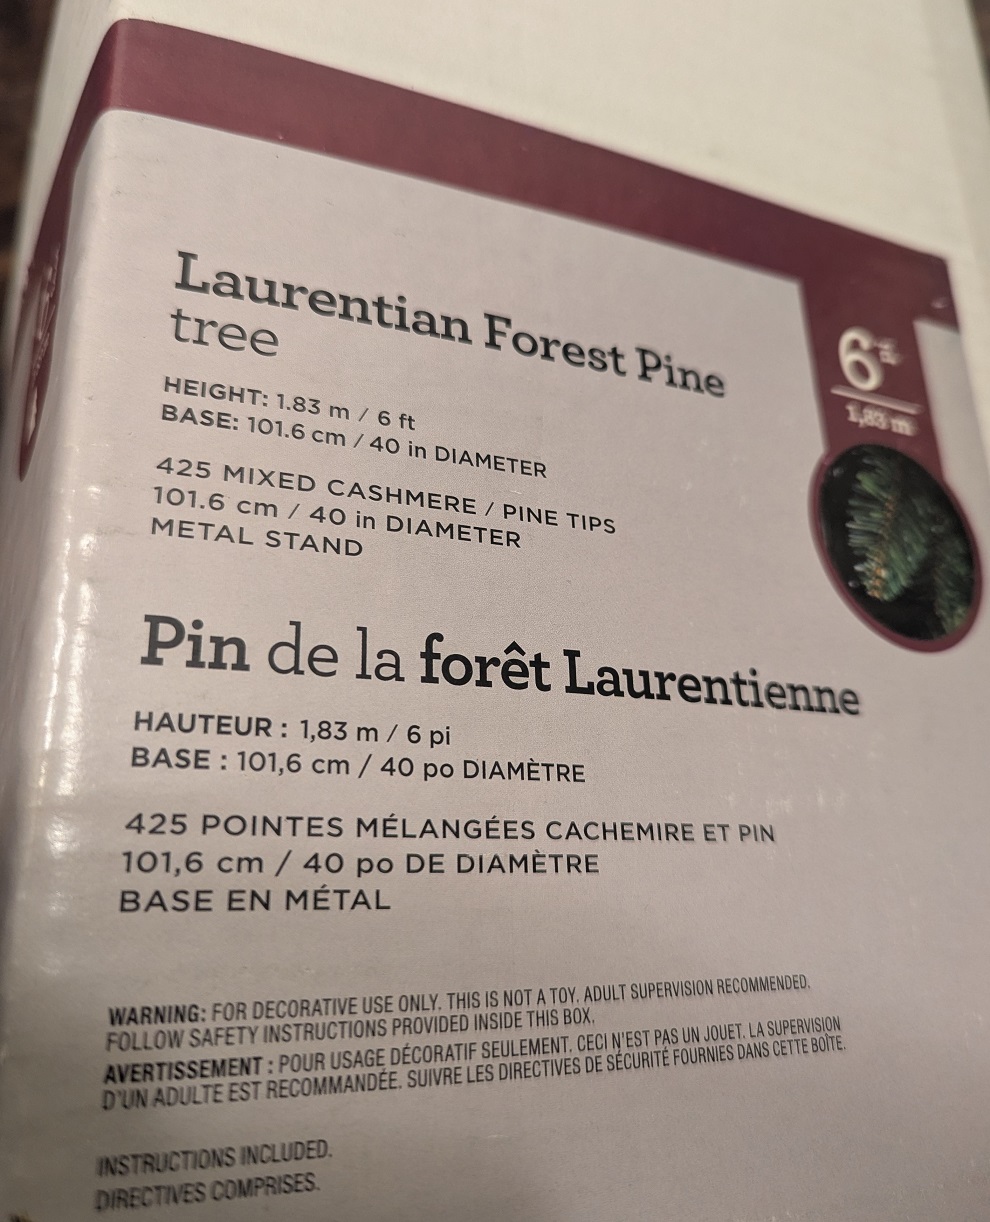 Laurentian Forest Pine
tree
HEIGHT: 1.83 m / 6 ft
BASE: 101.6 cm / 40 in DIAMETER
425 MIXED CASHMERE / PINE TIPS
101.6 cm / 40 in DIAMETER
METAL STAND
6
1,83 m
Pin de la forêt Laurentienne
HAUTEUR : 1,83 m / 6 pi
BASE : 101,6 cm / 40 po DIAMÈTRE
425 POINTES MÉLANGÉES CACHEMIRE ET PIN
101,6 cm / 40 po DE DIAMÈTRE
BASE EN MÉTAL
WARNING: FOR DECORATIVE USE ONLY. THIS IS NOT A TOY. ADULT SUPERVISION RECOMMENDED.
FOLLOW SAFETY INSTRUCTIONS PROVIDED INSIDE THIS BOX.
AVERTISSEMENT : POUR USAGE DÉCORATIF SEULEMENT. CECI N'EST PAS UN JOUET. LA SUPERVISION
D'UN ADULTE EST RECOMMANDÉE. SUIVRE LES DIRECTIVES DE SÉCURITÉ FOURNIES DANS CETTE BOÎTE.
INSTRUCTIONS INCLUDED.
DIRECTIVES COMPRISES.